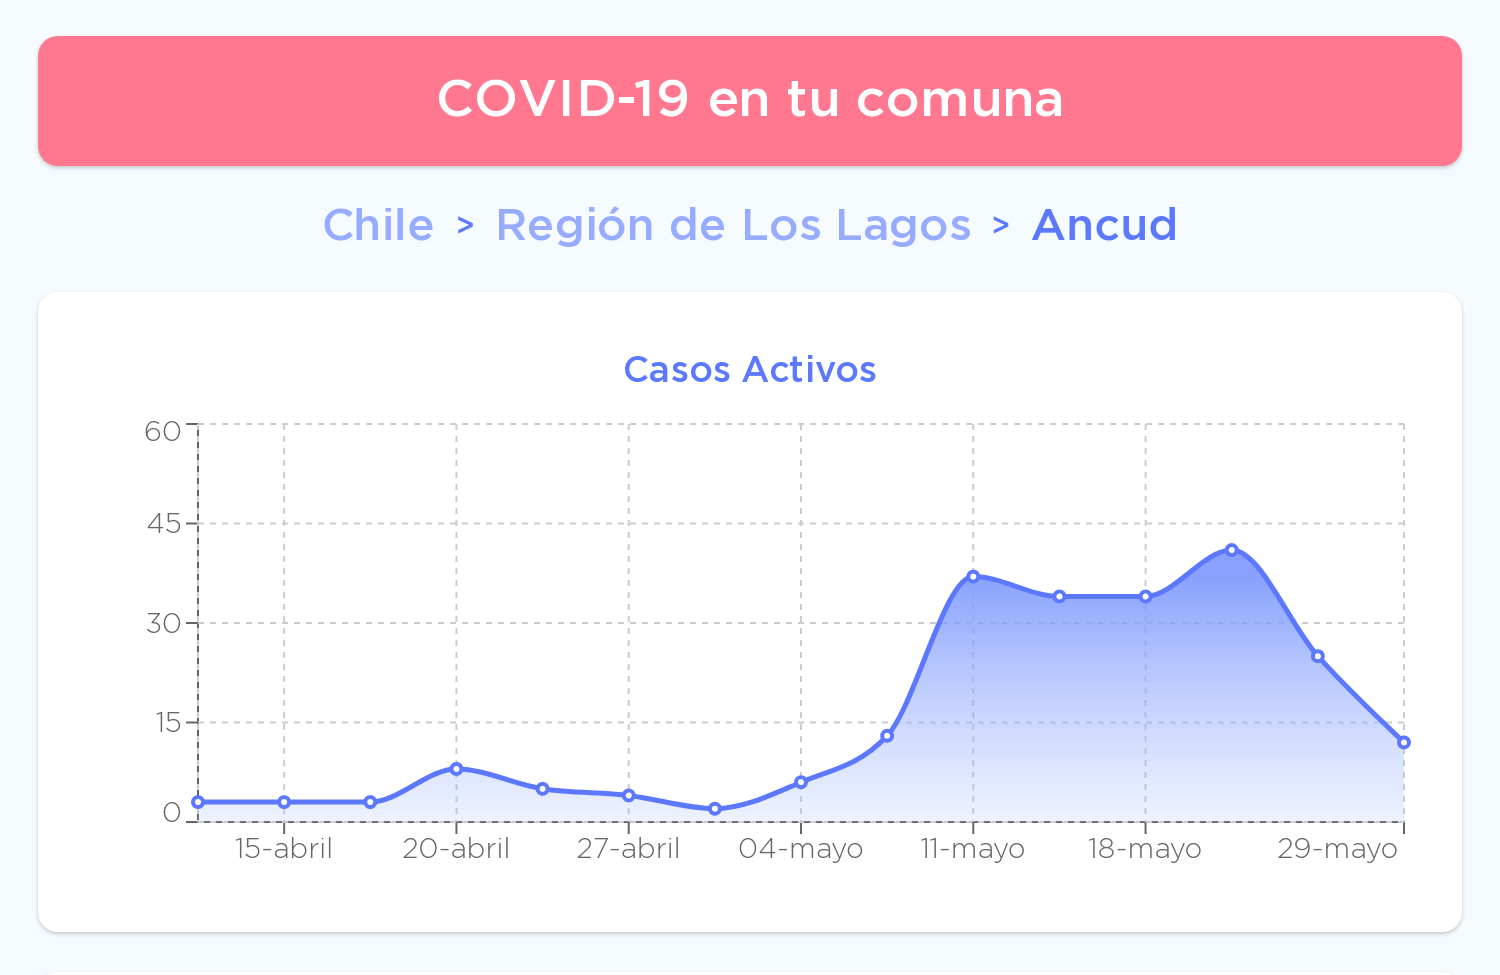 COVID-19 en tu comuna
Chile > Región de Los Lagos > Ancud
Casos Activos
60
45
30
15
0
15-abril 20-abril 27-abril 04-mayo 11-mayo 18-mayo 29-mayo